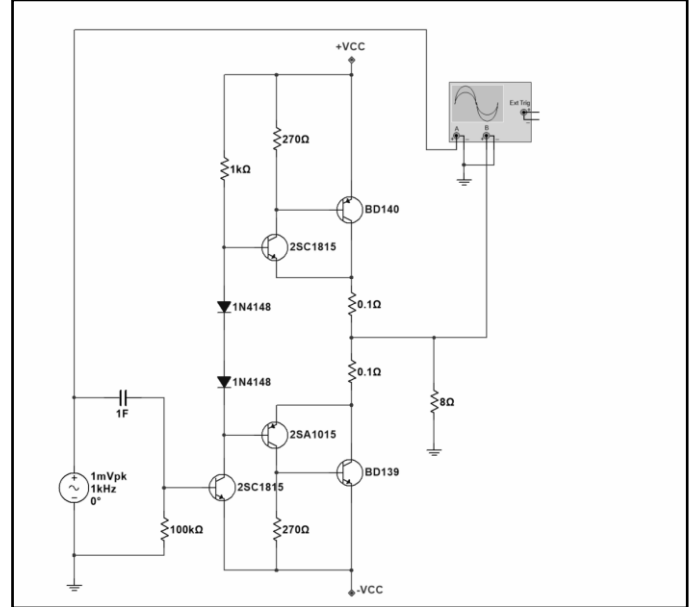 +VCC
Ext Trig
+
A
B
270Ω
1kΩ
BD140
2SC1815
0.1Ω
1N4148
0.1Ω
1N4148
8Ω
1F
2SA1015
BD139
1mVpk
1kHz
0°
2SC1815
100kΩ
270Ω
-VCC